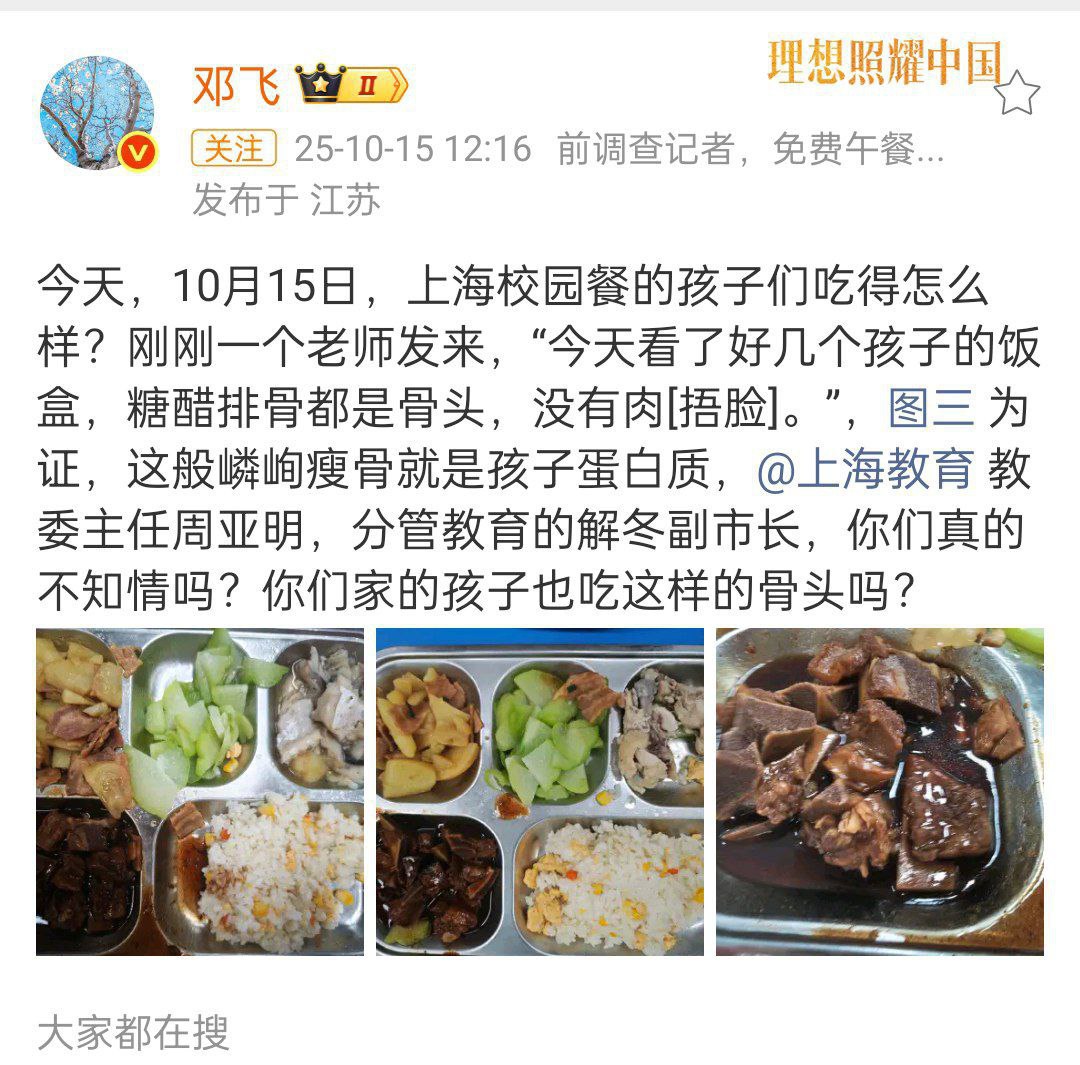 理想照耀中国
邓飞
II
关注 25-10-15 12:16 前调查记者，免费午餐...
发布于 江苏
今天，10月15日，上海校园餐的孩子们吃得怎么
样？刚刚一个老师发来，“今天看了好几个孩子的饭
盒，糖醋排骨都是骨头，没有肉[捂脸]。”，图三 为
证，这般嶙峋瘦骨就是孩子蛋白质，@上海教育 教
委主任周亚明，分管教育的解冬副市长，你们真的
不知情吗？你们家的孩子也吃这样的骨头吗？
大家都在搜